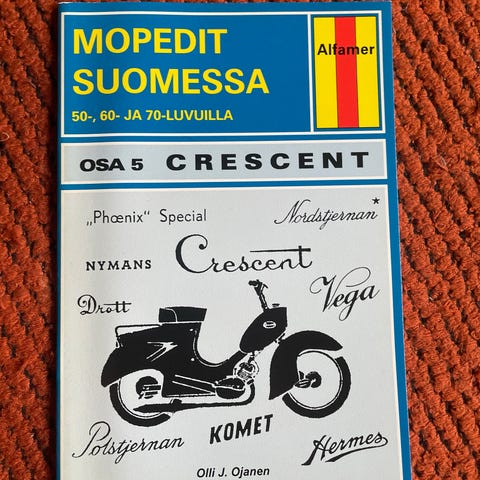 MOPEDIT
SUOMESSA
50-, 60- JA 70-LUVUILLA
Alfamer
OSA 5 CRESCENT
„Phœnix“ Special
Nordstjernan*
NYMANS
Crescent
Vega
Drott
Polstjernan
KOMET
Hermes
Olli J. Ojanen